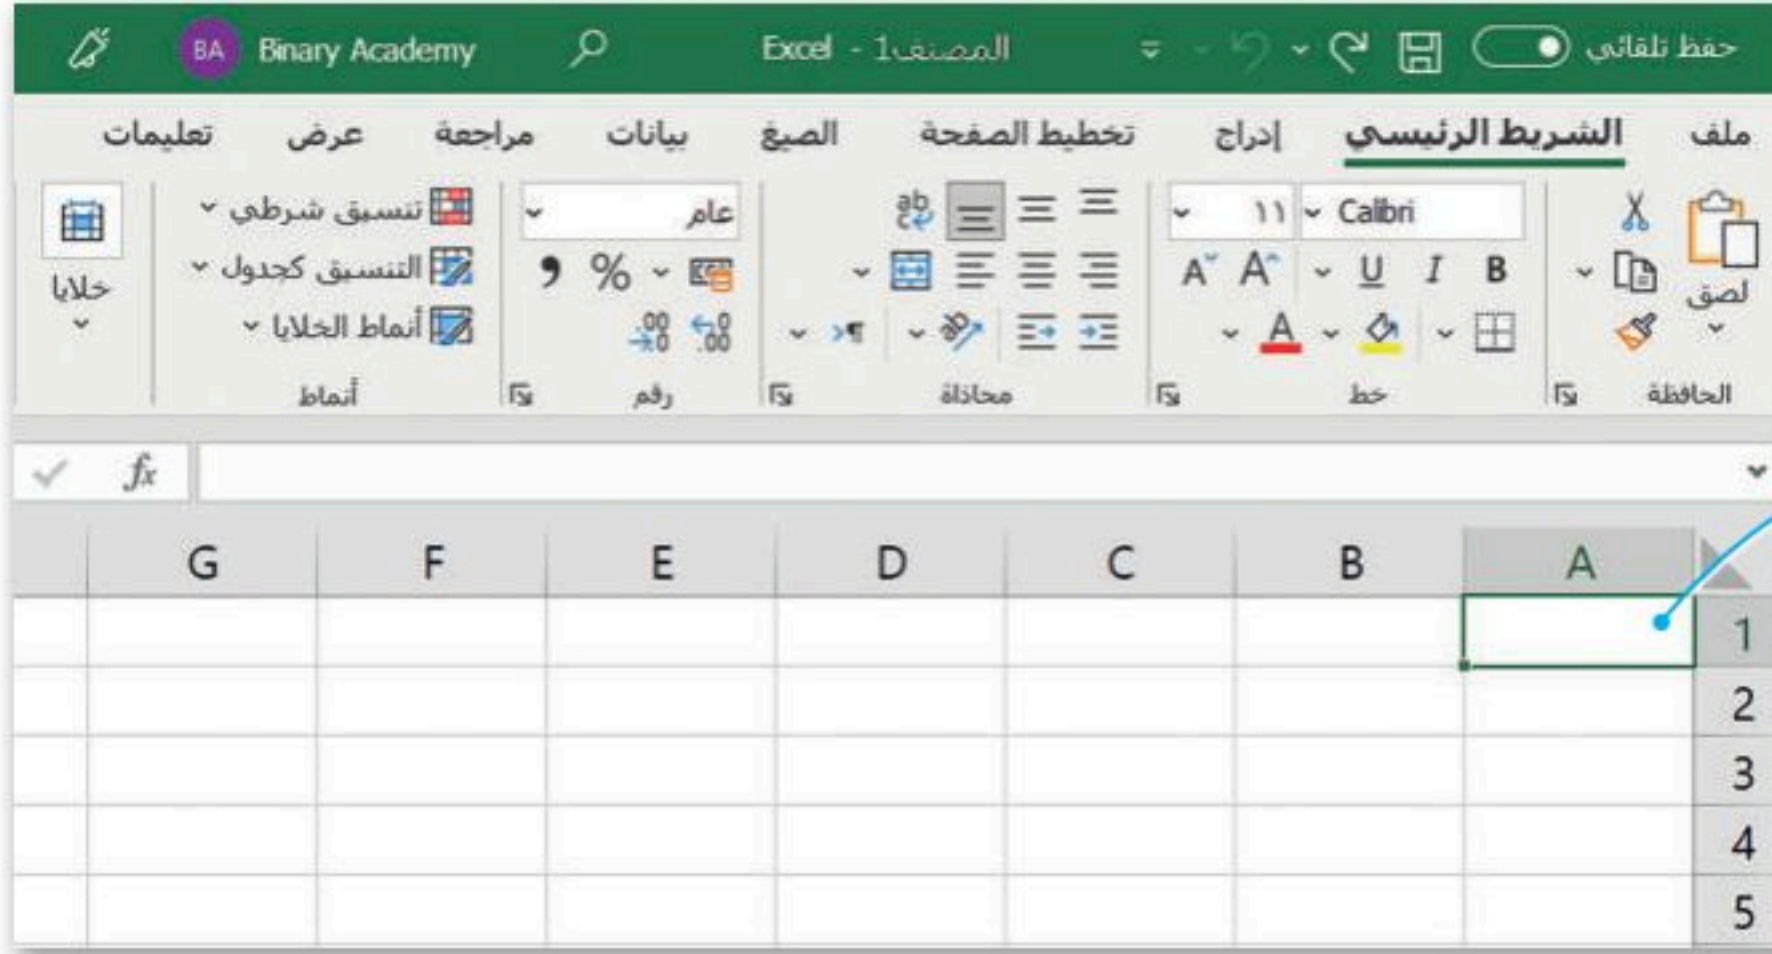 حفظ تلقائي المصنف1 - Excel Binary Academy BA
ملف الشريط الرئيسي إدراج تخطيط الصفحة الصيغ بيانات مراجعة عرض تعليمات
لصق
Calibri ١١
B I U A A
A
ab
عام
% ,
تنسيق شرطي
التنسيق كجدول
أنماط الخلايا
خلايا
الحافظة خط محاذاة رقم أنماط
fx
A B C D E F G
1
2
3
4
5